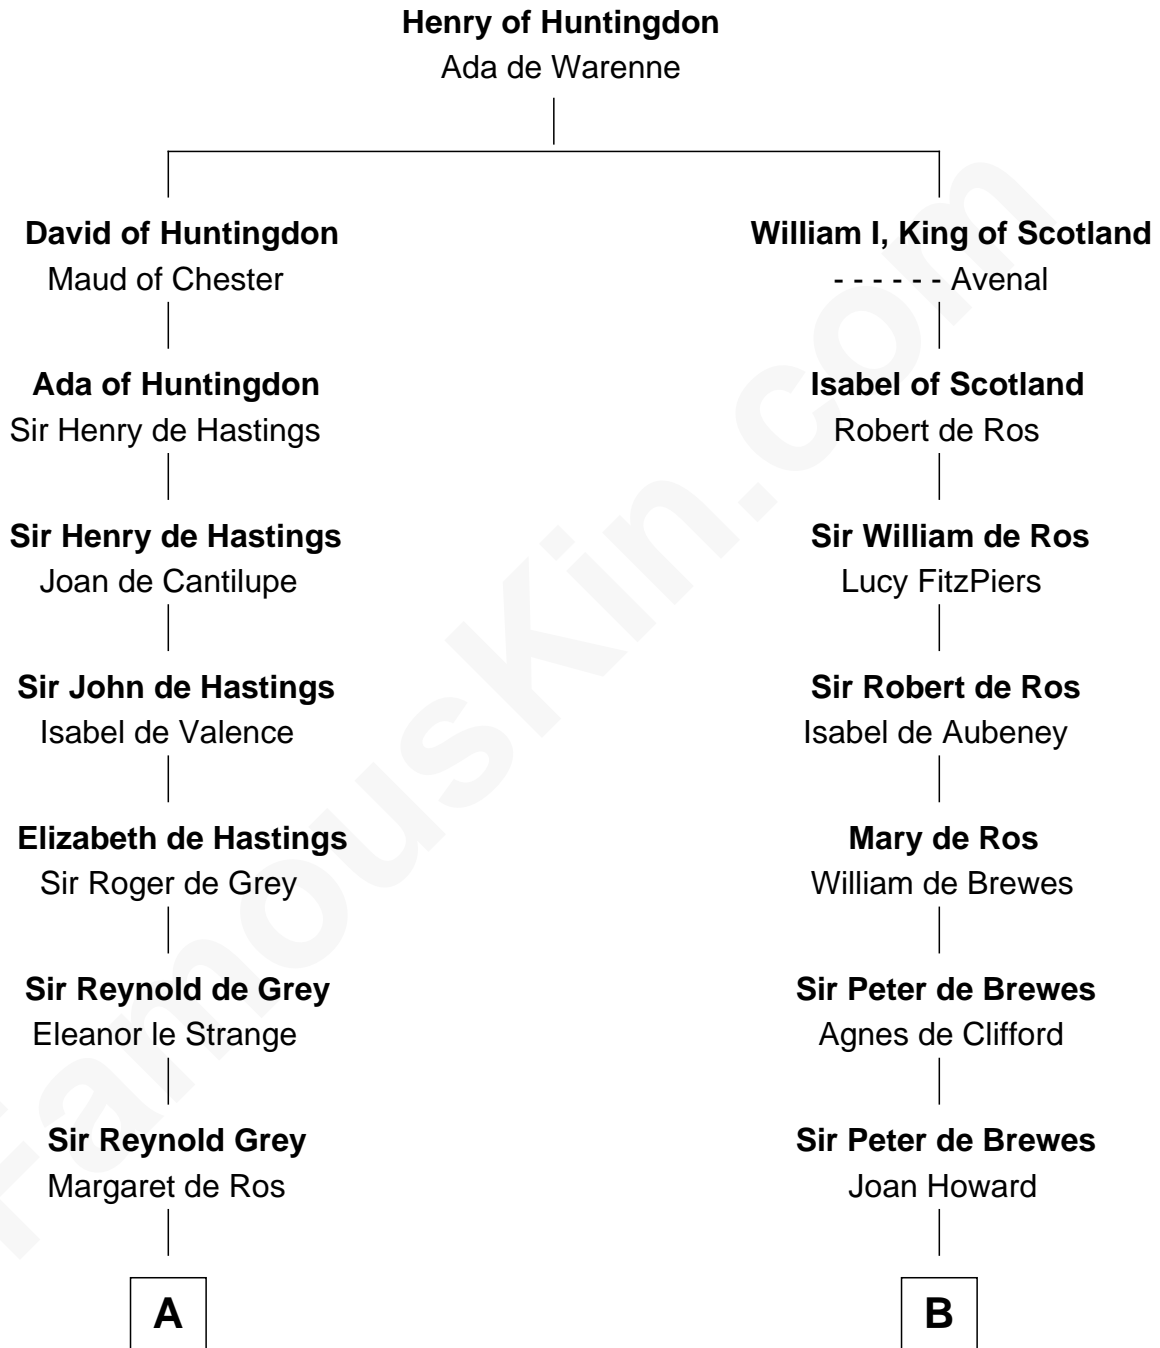 Henry of Huntingdon
Ada de Warenne
David of Huntingdon
Maud of Chester
William I, King of Scotland
- - - - - - Avenal
Ada of Huntingdon
Sir Henry de Hastings
Isabel of Scotland
Robert de Ros
Sir Henry de Hastings
Joan de Cantilupe
Sir William de Ros
Lucy FitzPiers
Sir John de Hastings
Isabel de Valence
Sir Robert de Ros
Isabel de Aubeney
Elizabeth de Hastings
Sir Roger de Grey
Mary de Ros
William de Brewes
Sir Reynold de Grey
Eleanor le Strange
Sir Peter de Brewes
Agnes de Clifford
Sir Reynold Grey
Margaret de Ros
Sir Peter de Brewes
Joan Howard
A
B
FamousKin.com